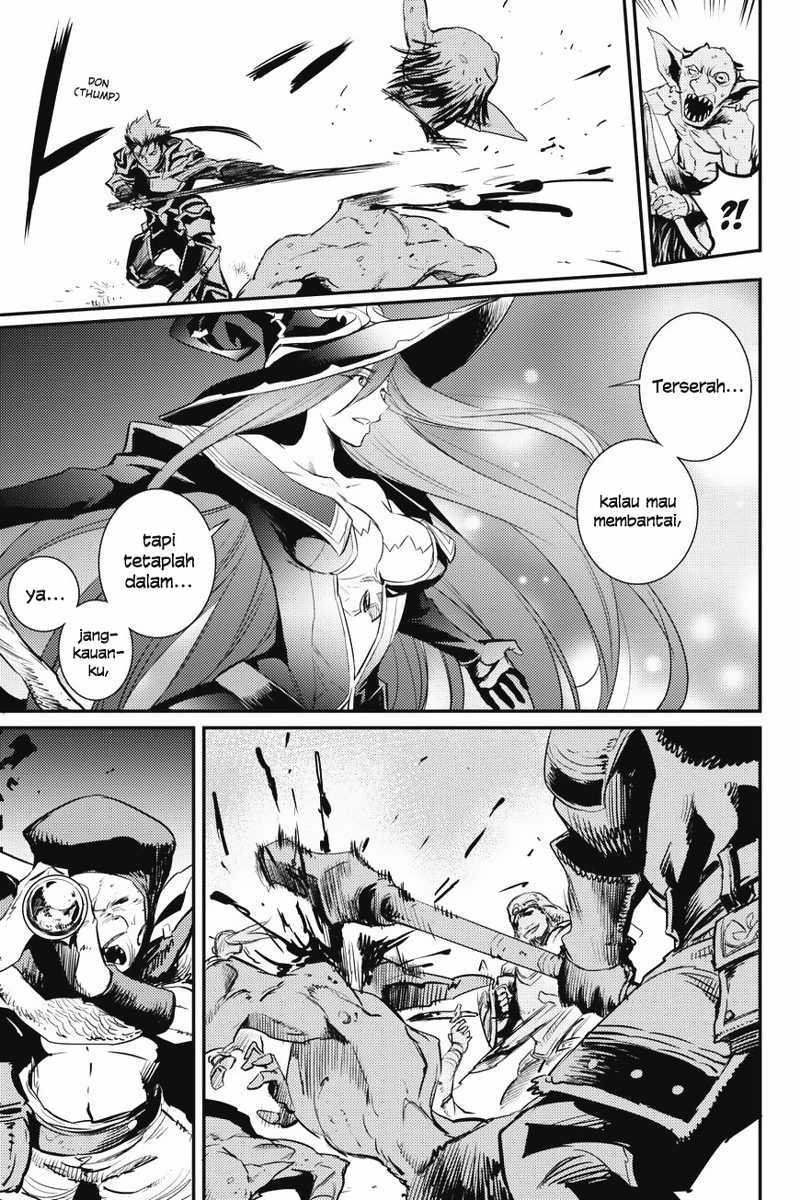 ?!
DON
(THUMP)
Terserah...
kalau mau
membantai,
tapi
tetaplah
dalam...
jang-
kauan-
ku,
ya...